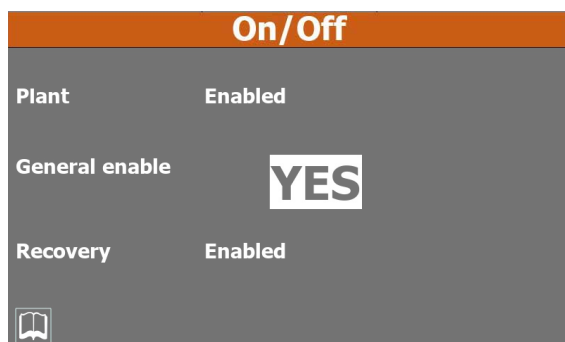 On/Off
Plant Enabled
General enable YES
Recovery Enabled